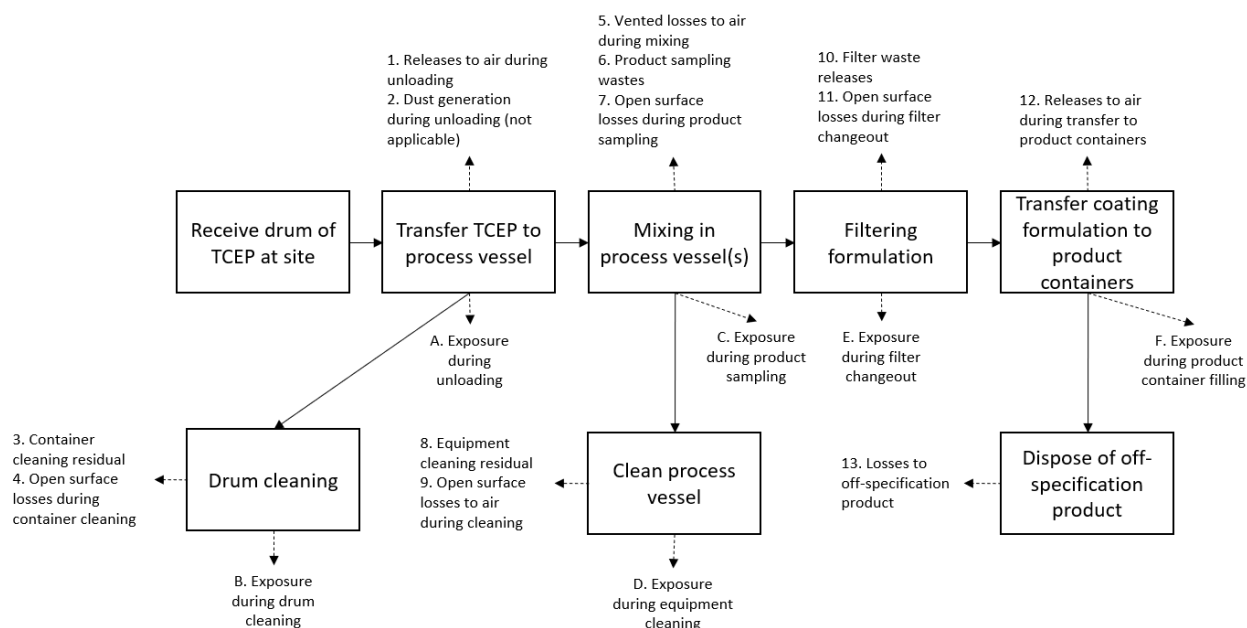 1. Releases to air during
unloading
2. Dust generation
during unloading (not
applicable)
5. Vented losses to air
during mixing
6. Product sampling
wastes
7. Open surface
losses during product
sampling
10. Filter waste
releases
11. Open surface
losses during filter
changeout
12. Releases to air
during transfer to
product containers
Receive drum of
TCEP at site
Transfer TCEP to
process vessel
Mixing in
process vessel(s)
Filtering
formulation
Transfer coating
formulation to
product
containers
A. Exposure
during
unloading
C. Exposure
during product
sampling
E. Exposure
during filter
changeout
F. Exposure
during product
container filling
3. Container
cleaning residual
4. Open surface
losses during
container cleaning
Drum cleaning
8. Equipment
cleaning residual
9. Open surface
losses to air
during cleaning
Clean process
vessel
13. Losses to
off-specification
product
Dispose of off-
specification
product
B. Exposure
during drum
cleaning
D. Exposure
during equipment
cleaning